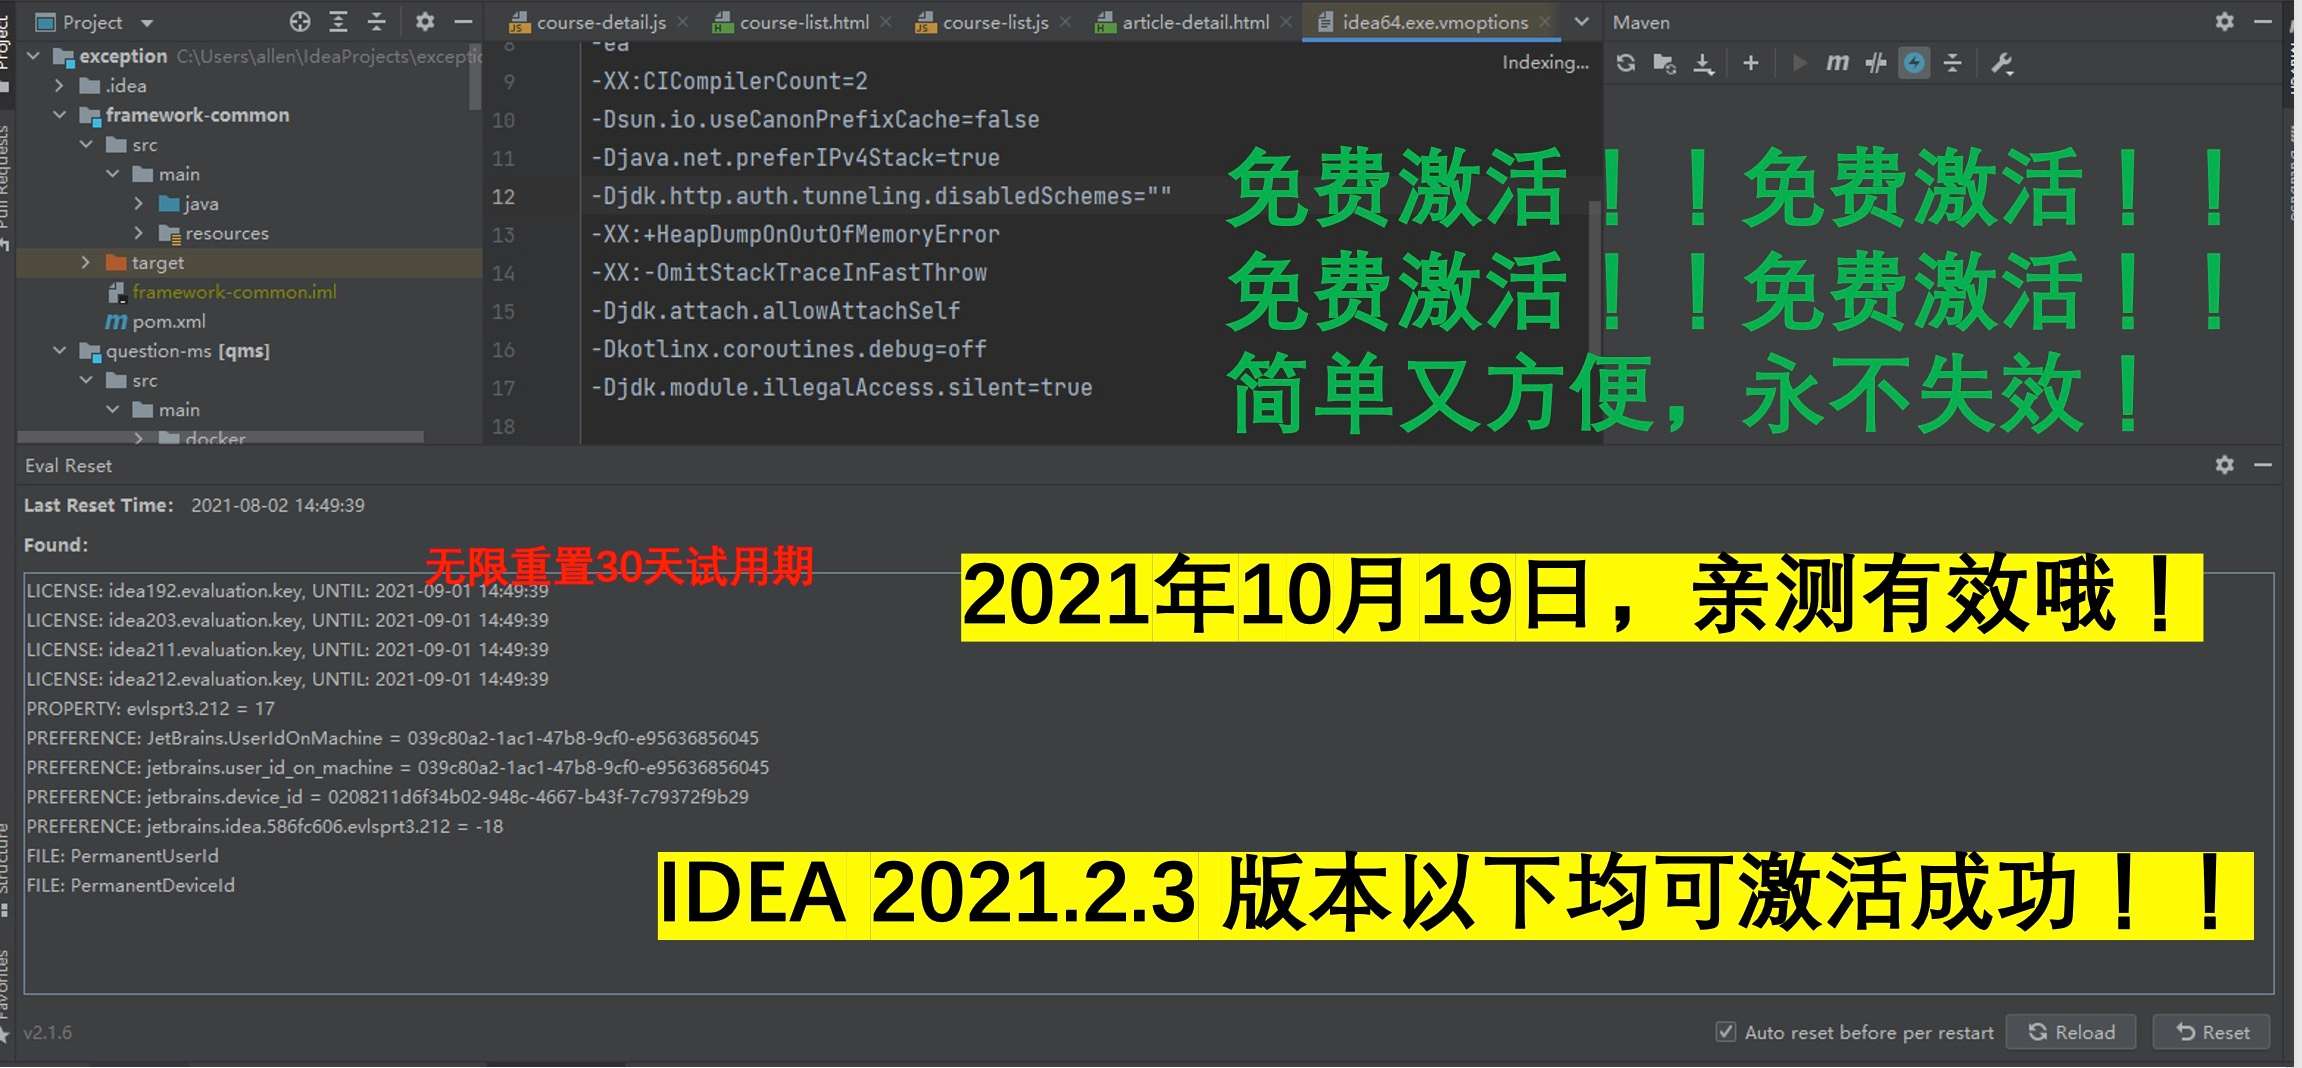 Project
course-detail.js
course-list.html
course-list.js
article-detail.html
idea64.exe.vmoptions
Maven
exception C:\Users\allen\IdeaProjects\excepti
.idea
framework-common
src
main
java
resources
target
framework-common.iml
pom.xml
question-ms [qms]
src
main
docker
Indexing...
8 -ea
9 -XX:CICompilerCount=2
10 -Dsun.io.useCanonPrefixCache=false
11 -Djava.net.preferIPv4Stack=true
12 -Djdk.http.auth.tunneling.disabledSchemes=""
13 -XX:+HeapDumpOnOutOfMemoryError
14 -XX:-OmitStackTraceInFastThrow
15 -Djdk.attach.allowAttachSelf
16 -Dkotlinx.coroutines.debug=off
17 -Djdk.module.illegalAccess.silent=true
18
免费激活！！免费激活！！
免费激活！！免费激活！！
简单又方便，永不失效！
Eval Reset
Last Reset Time: 2021-08-02 14:49:39
Found:
无限重置30天试用期
LICENSE: idea192.evaluation.key, UNTIL: 2021-09-01 14:49:39
LICENSE: idea203.evaluation.key, UNTIL: 2021-09-01 14:49:39
LICENSE: idea211.evaluation.key, UNTIL: 2021-09-01 14:49:39
LICENSE: idea212.evaluation.key, UNTIL: 2021-09-01 14:49:39
PROPERTY: evlsprt3.212 = 17
PREFERENCE: JetBrains.UserIdOnMachine = 039c80a2-1ac1-47b8-9cf0-e95636856045
PREFERENCE: jetbrains.user_id_on_machine = 039c80a2-1ac1-47b8-9cf0-e95636856045
PREFERENCE: jetbrains.device_id = 0208211d6f34b02-948c-4667-b43f-7c79372f9b29
PREFERENCE: jetbrains.idea.586fc606.evlsprt3.212 = -18
FILE: PermanentUserId
FILE: PermanentDeviceId
2021年10月19日，亲测有效哦！
IDEA 2021.2.3 版本以下均可激活成功！！
v2.1.6
Auto reset before per restart
Reload
Reset
Project
Pull Requests
Structure
Favorites